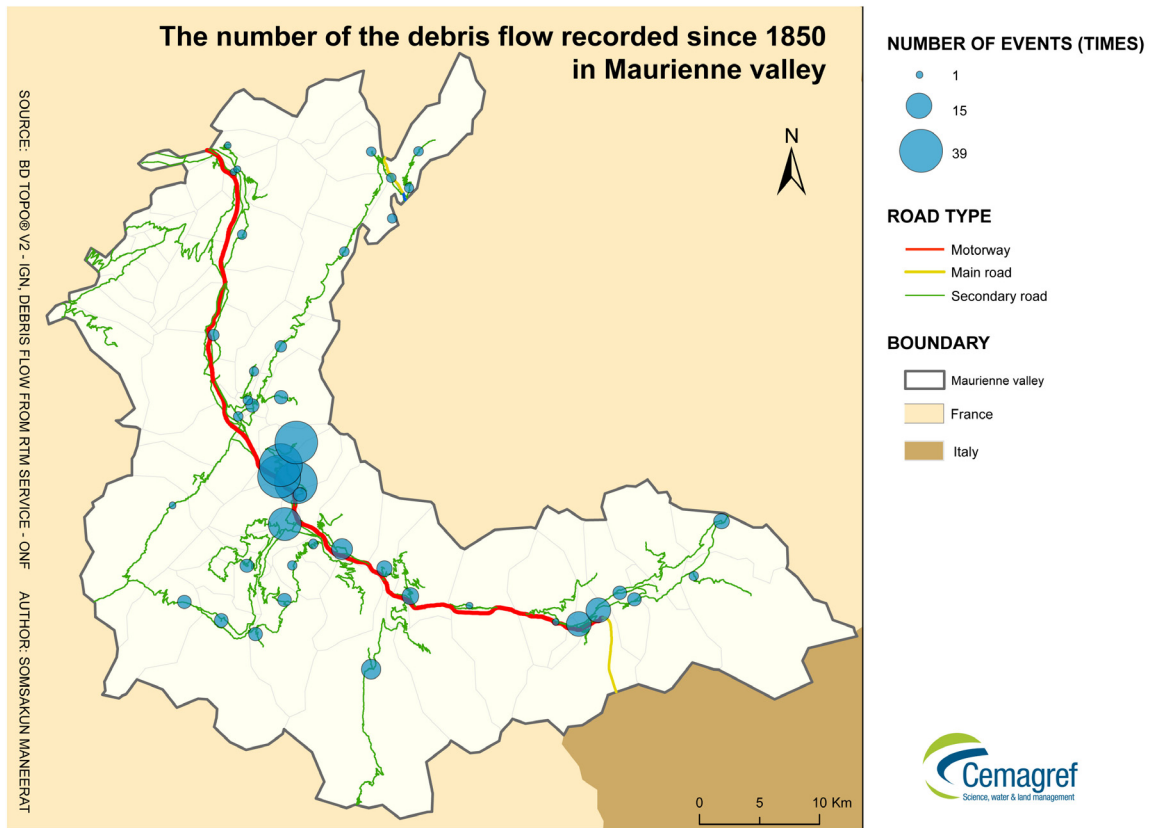 The number of the debris flow recorded since 1850
in Maurienne valley
SOURCE: BD TOPO® V2 - IGN, DEBRIS FLOW FROM RTM SERVICE - ONF AUTHOR: SOMSAKUN MANEERAT
N
0 5 10 Km
NUMBER OF EVENTS (TIMES)
1
15
39
ROAD TYPE
Motorway
Main road
Secondary road
BOUNDARY
Maurienne valley
France
Italy
Cemagref
Science, water & land management